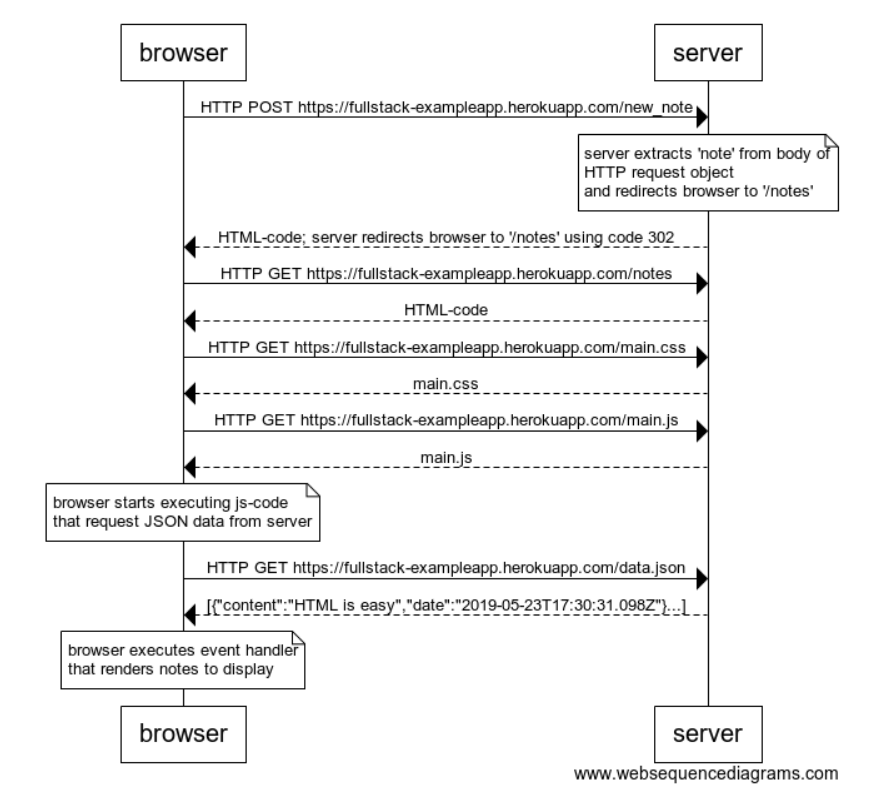 browser
server
HTTP POST https://fullstack-exampleapp.herokuapp.com/new_note
server extracts 'note' from body of
HTTP request object
and redirects browser to '/notes'
HTML-code; server redirects browser to '/notes' using code 302
HTTP GET https://fullstack-exampleapp.herokuapp.com/notes
HTML-code
HTTP GET https://fullstack-exampleapp.herokuapp.com/main.css
main.css
HTTP GET https://fullstack-exampleapp.herokuapp.com/main.js
main.js
browser starts executing js-code
that request JSON data from server
HTTP GET https://fullstack-exampleapp.herokuapp.com/data.json
[{"content":"HTML is easy","date":"2019-05-23T17:30:31.098Z"}...]
browser executes event handler
that renders notes to display
browser
server
www.websequencediagrams.com